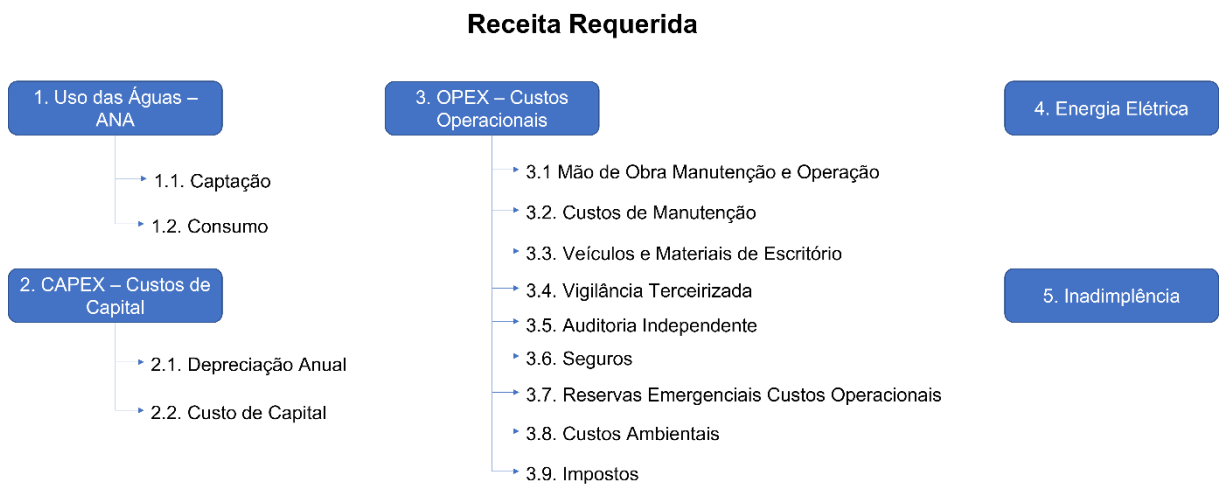 Receita Requerida
1. Uso das Águas –
ANA
1.1. Captação
1.2. Consumo
2. CAPEX – Custos de
Capital
2.1. Depreciação Anual
2.2. Custo de Capital
3. OPEX – Custos
Operacionais
3.1 Mão de Obra Manutenção e Operação
3.2. Custos de Manutenção
3.3. Veículos e Materiais de Escritório
3.4. Vigilância Terceirizada
3.5. Auditoria Independente
3.6. Seguros
3.7. Reservas Emergenciais Custos Operacionais
3.8. Custos Ambientais
3.9. Impostos
4. Energia Elétrica
5. Inadimplência